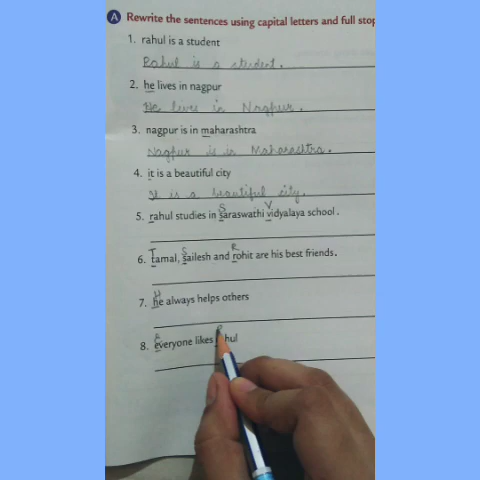 A Rewrite the sentences using capital letters and full stop
1. rahul is a student
Rahul is a student.
2. he lives in nagpur
He lives in Nagpur.
3. nagpur is in maharashtra
Nagpur is in Maharashtra.
4. it is a beautiful city
It is a beautiful city.
S V
5. rahul studies in saraswathi vidyalaya school.
T S R
6. tamal, sailesh and rohit are his best friends.
H
7. he always helps others
E R
8. everyone likes hul